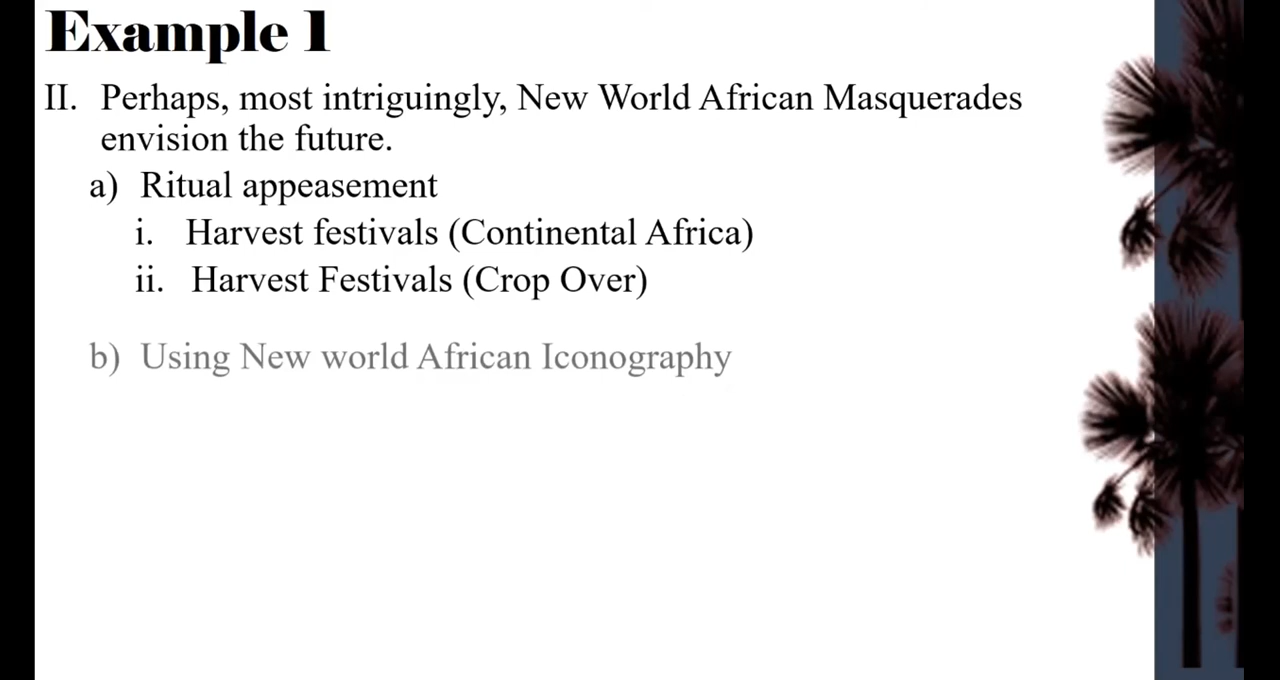 Example 1
II. Perhaps, most intriguingly, New World African Masquerades
envision the future.
a) Ritual appeasement
i. Harvest festivals (Continental Africa)
ii. Harvest Festivals (Crop Over)
b) Using New world African Iconography